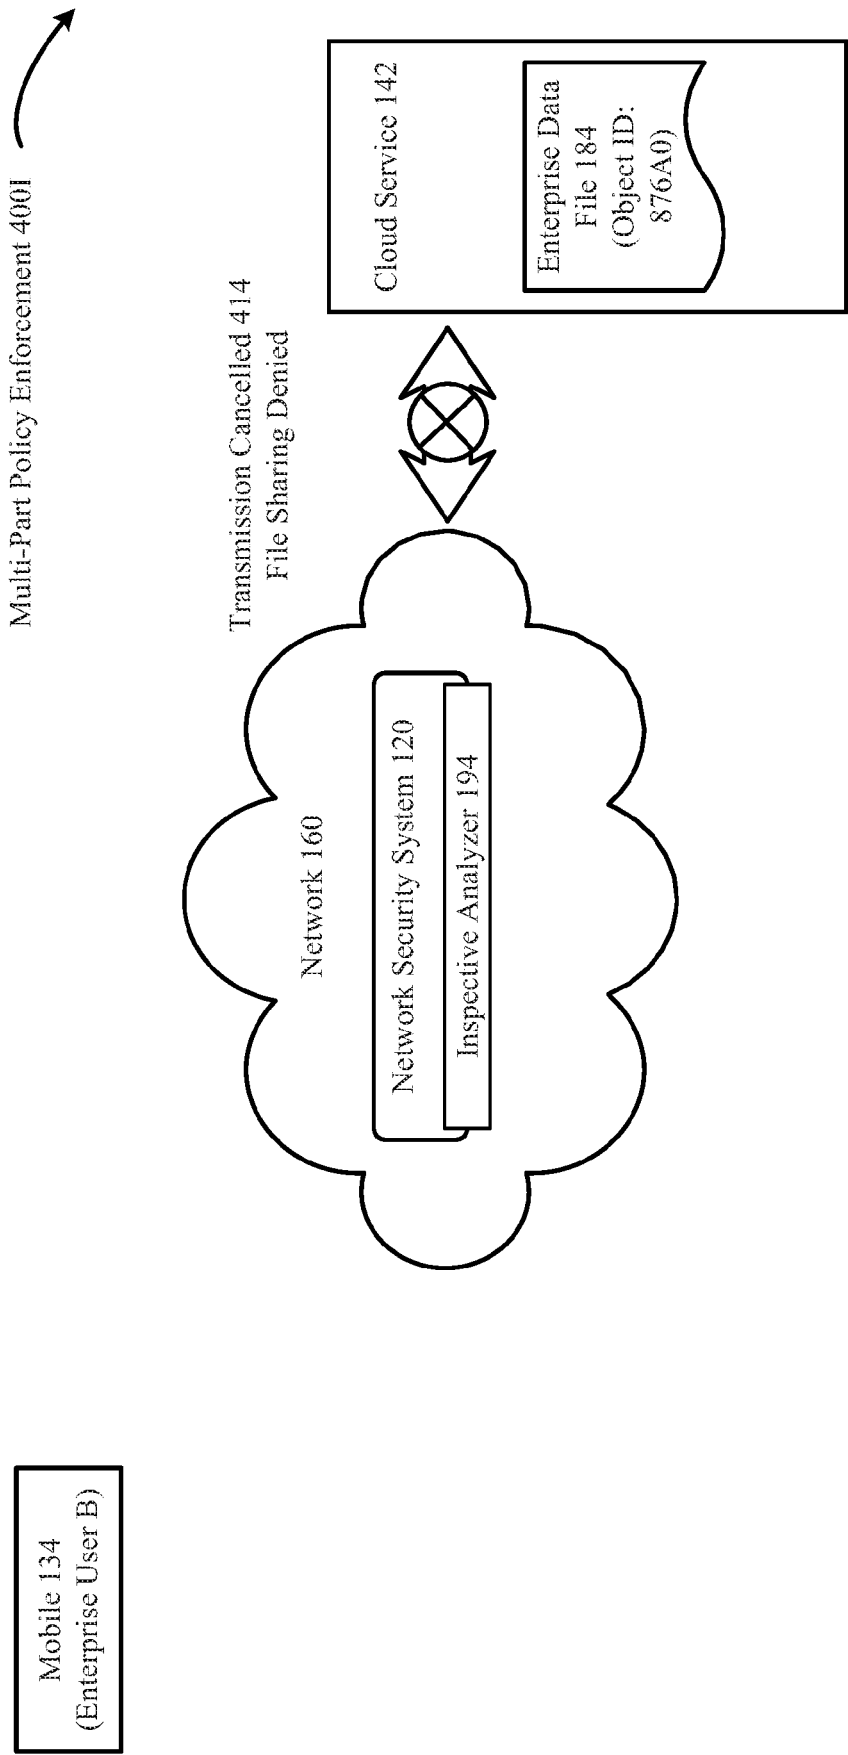 Multi-Part Policy Enforcement 400I
Mobile 134
(Enterprise User B)
Network 160
Network Security System 120
Inspective Analyzer 194
Transmission Cancelled 414
File Sharing Denied
Cloud Service 142
Enterprise Data
File 184
(Object ID:
876A0)